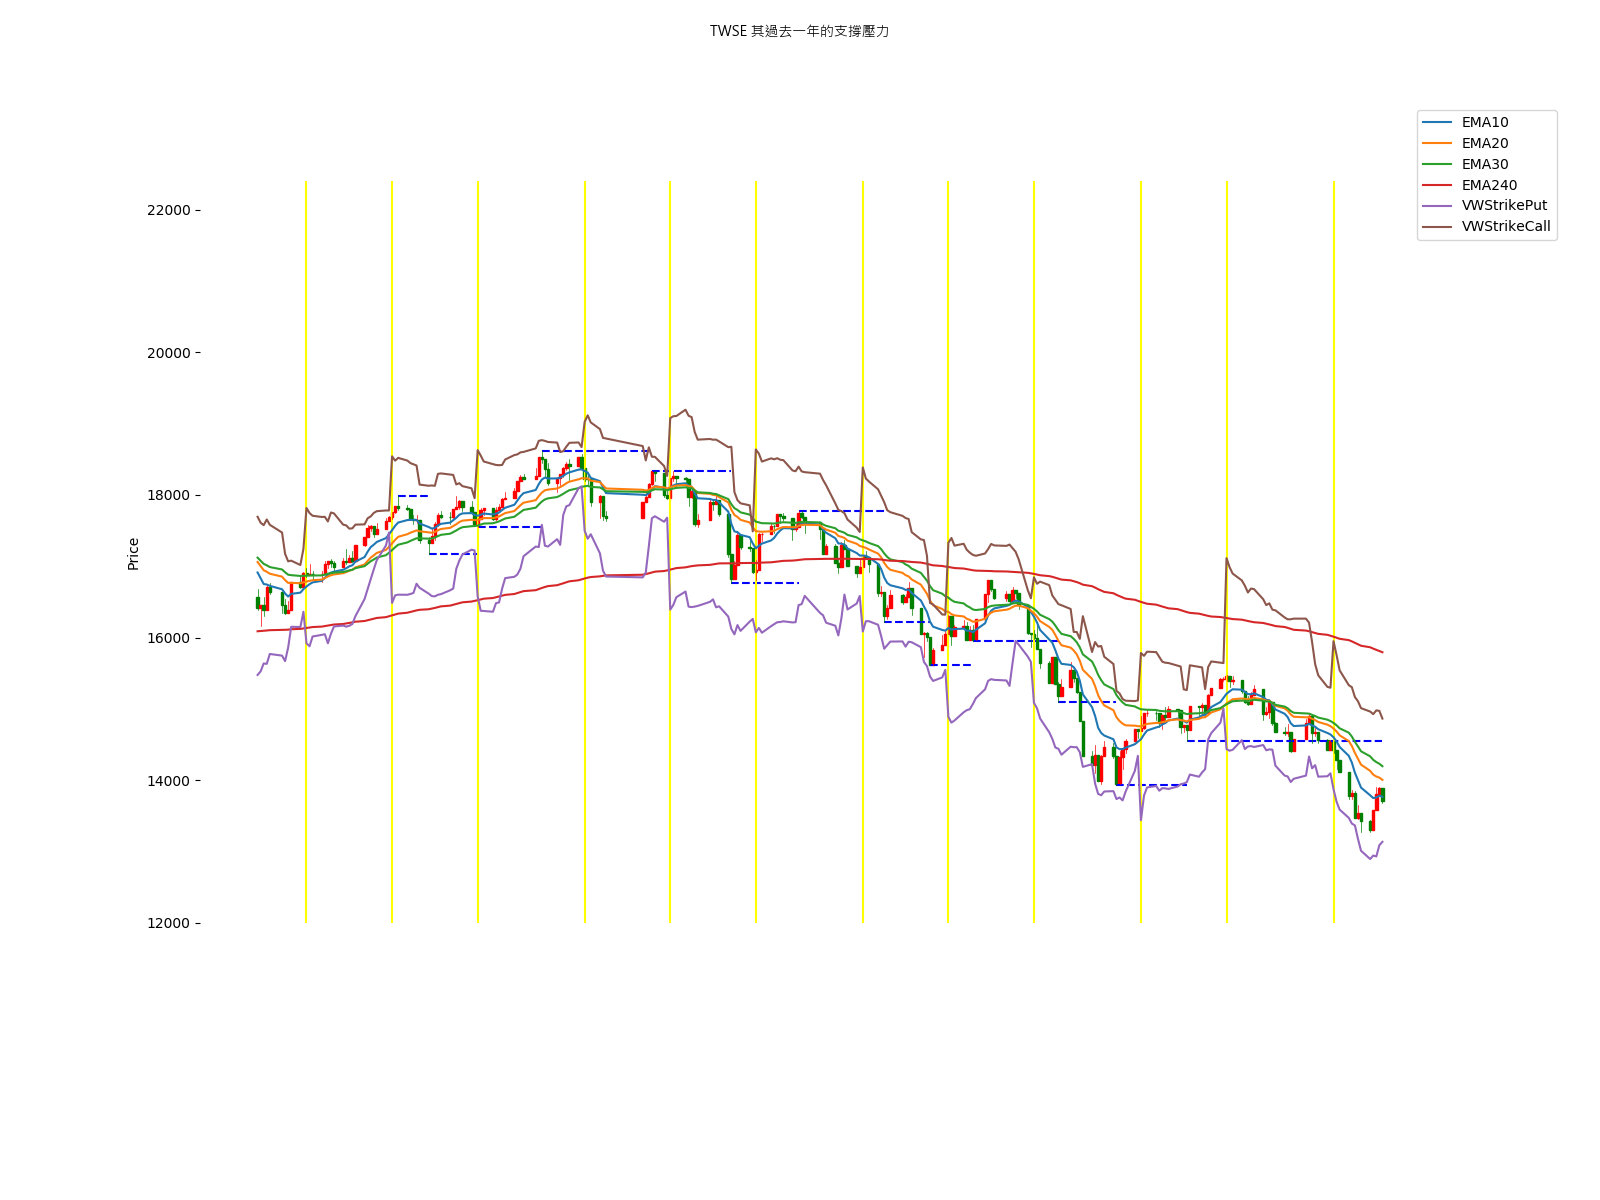 TWSE 其過去一年的支撐壓力
EMA10
EMA20
EMA30
EMA240
VWStrikePut
VWStrikeCall
22000
20000
18000
16000
14000
12000
Price